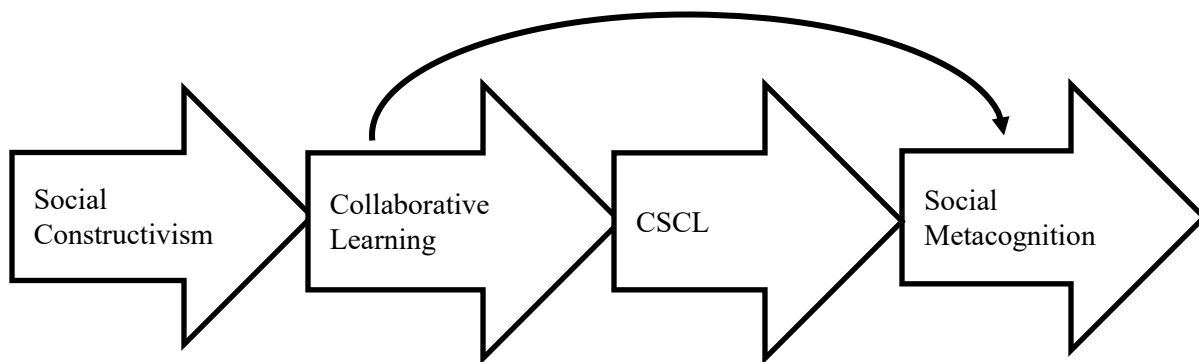 Social
Constructivism
Collaborative
Learning
CSCL
Social
Metacognition